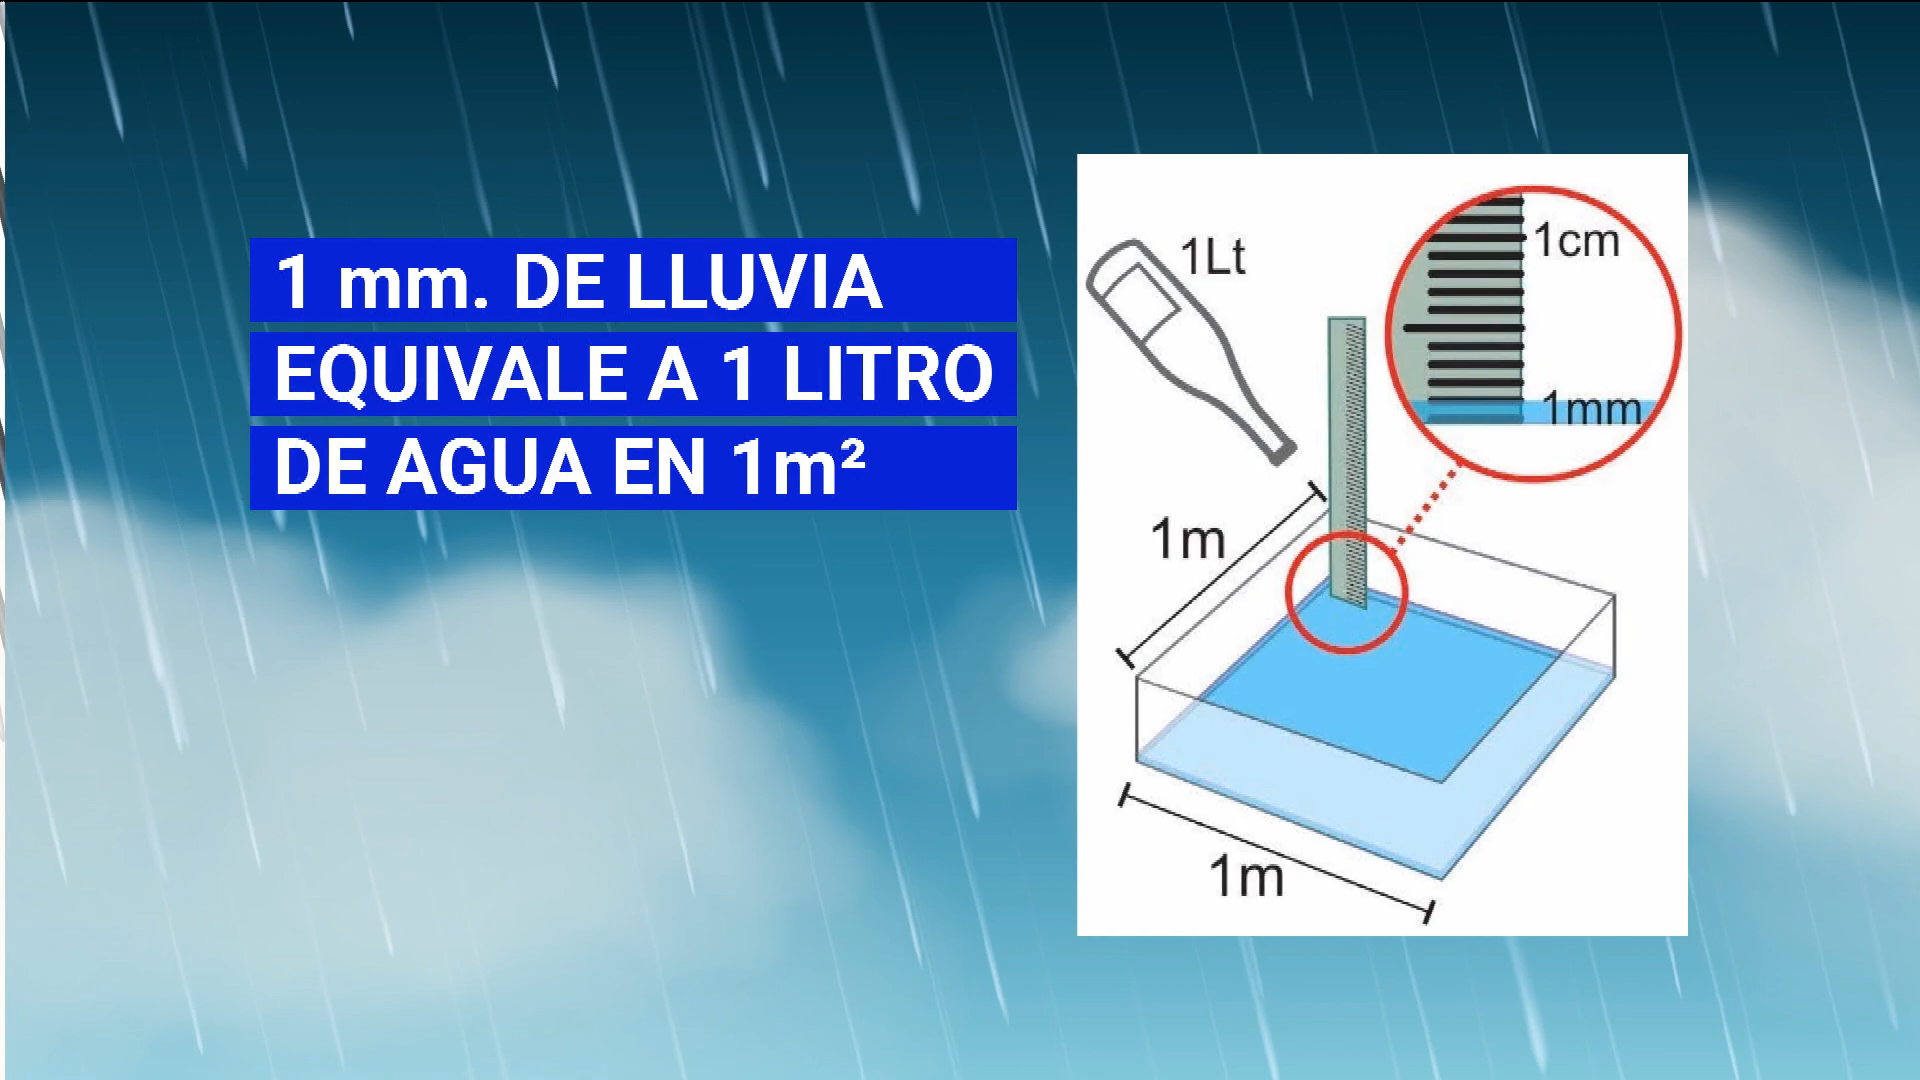 1 mm. DE LLUVIA
EQUIVALE A 1 LITRO
DE AGUA EN 1m²
1Lt
1cm
1mm
1m
1m